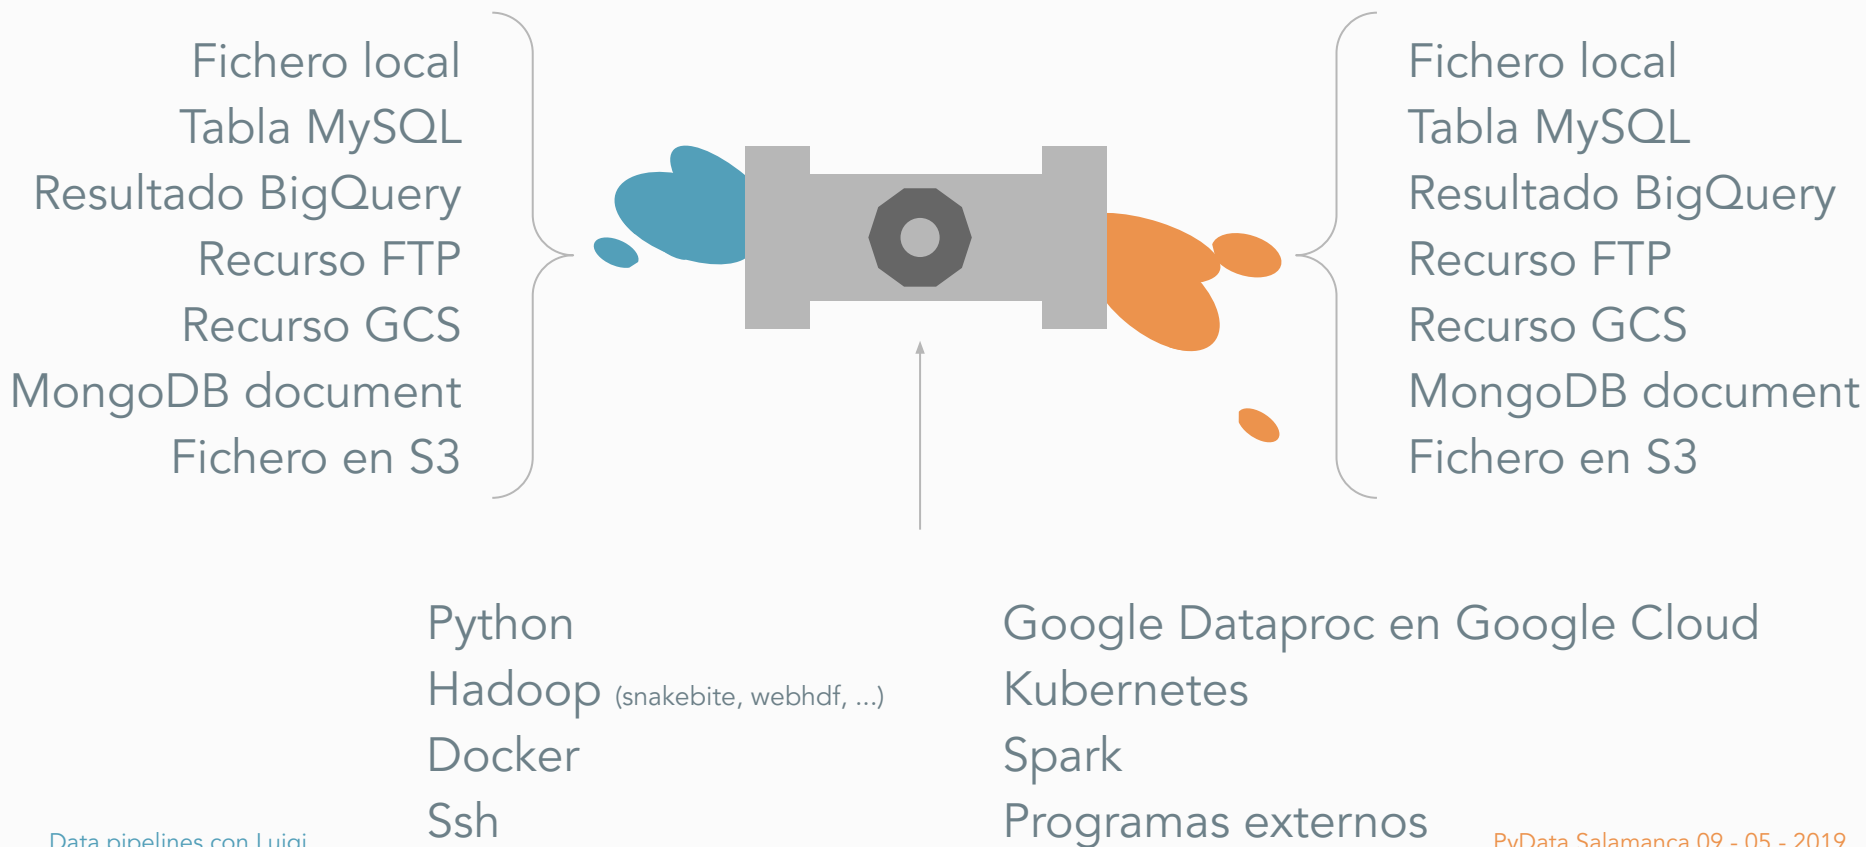 Fichero local
Tabla MySQL
Resultado BigQuery
Recurso FTP
Recurso GCS
MongoDB document
Fichero en S3
Fichero local
Tabla MySQL
Resultado BigQuery
Recurso FTP
Recurso GCS
MongoDB document
Fichero en S3
Python
Hadoop (snakebite, webhdf, ...)
Docker
Ssh
Google Dataproc en Google Cloud
Kubernetes
Spark
Programas externos
Data pipelines con Luigi
PyData Salamanca 09 - 05 - 2019